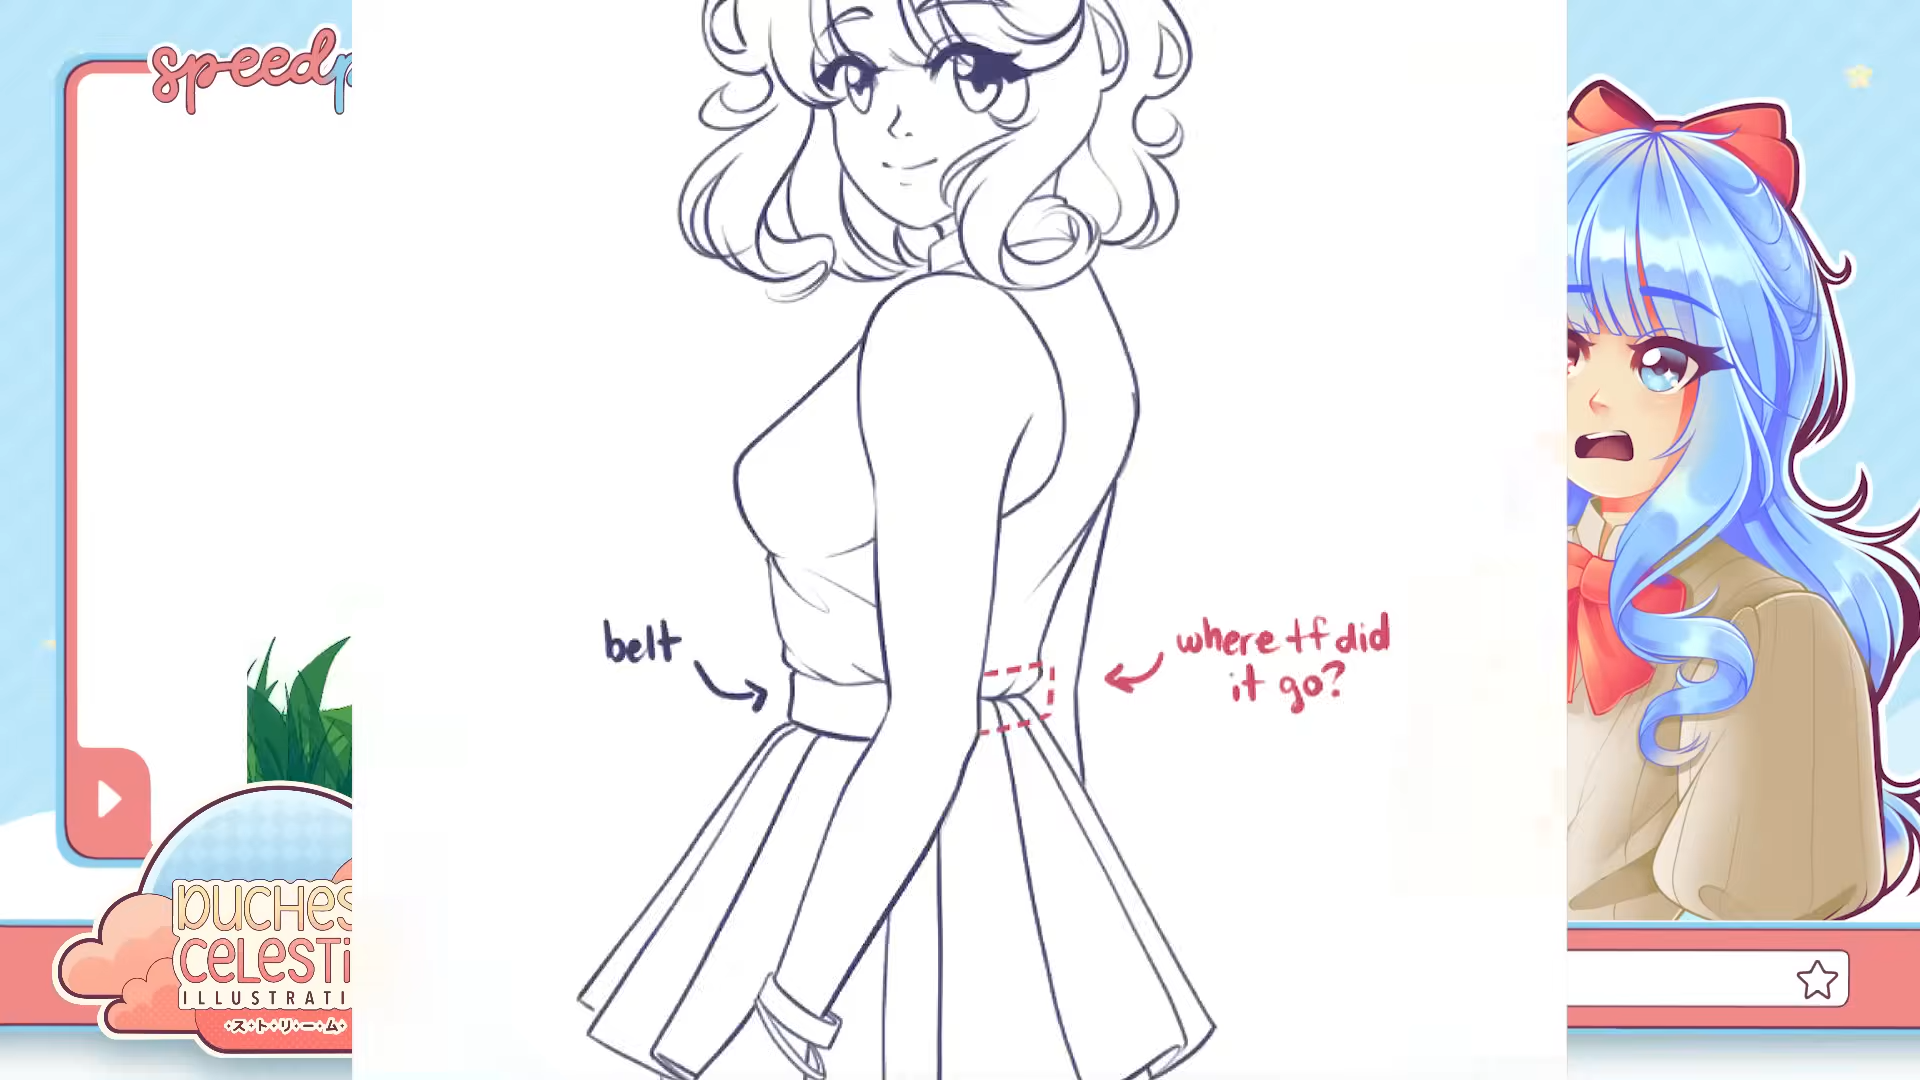 speedp
belt
where tf did
it go?
DUCHES
CELESTI
ILLUSTRATI
・ストリーム・